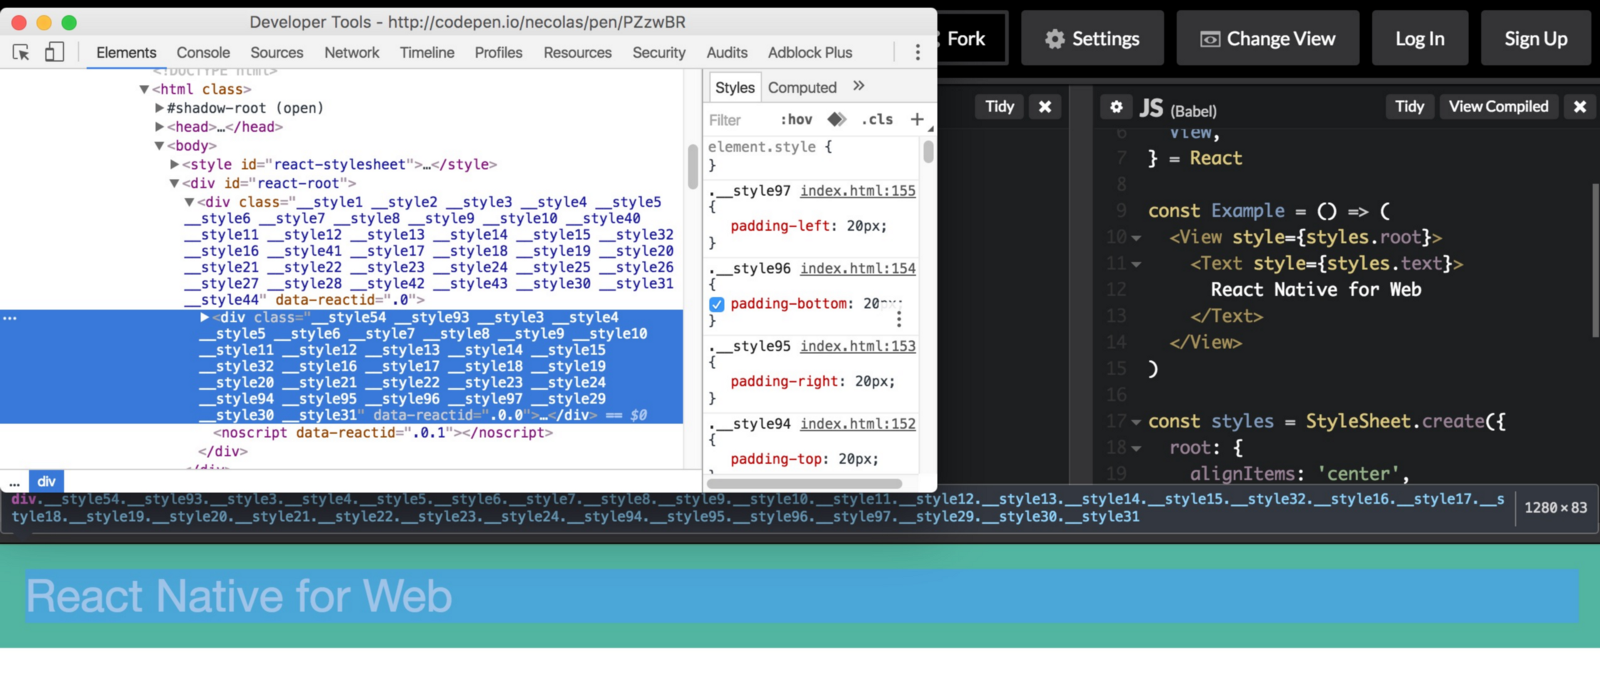 Developer Tools - http://codepen.io/necolas/pen/PZzwBR
Elements Console Sources Network Timeline Profiles Resources Security Audits Adblock Plus
<!DOCTYPE html>
<html class>
#shadow-root (open)
<head>…</head>
<body>
<style id="react-stylesheet">…</style>
<div id="react-root">
<div class="__style1 __style2 __style3 __style4 __style5
__style6 __style7 __style8 __style9 __style10 __style40
__style11 __style12 __style13 __style14 __style15 __style32
__style16 __style41 __style17 __style18 __style19 __style20
__style21 __style22 __style23 __style24 __style25 __style26
__style27 __style28 __style42 __style43 __style30 __style31
__style44" data-reactid=".0">
<div class="__style54 __style93 __style3 __style4
__style5 __style6 __style7 __style8 __style9 __style10
__style11 __style12 __style13 __style14 __style15
__style32 __style16 __style17 __style18 __style19
__style20 __style21 __style22 __style23 __style24
__style94 __style95 __style96 __style97 __style29
__style30 __style31" data-reactid=".0.0">…</div> == $0
<noscript data-reactid=".0.1"></noscript>
</div>
</div>
... div
Styles Computed »
Filter :hov .cls +
element.style {
}
.__style97 index.html:155
{
padding-left: 20px;
}
.__style96 index.html:154
{
padding-bottom: 20px;
}
.__style95 index.html:153
{
padding-right: 20px;
}
.__style94 index.html:152
{
padding-top: 20px;
}
Fork Settings Change View Log In Sign Up
Tidy ×
JS (Babel) Tidy View Compiled ×
6 View,
7 } = React
8
9 const Example = () => (
10 <View style={styles.root}>
11 <Text style={styles.text}>
12 React Native for Web
13 </Text>
14 </View>
15 )
16
17 const styles = StyleSheet.create({
18 root: {
19 alignItems: 'center',
div.__style54.__style93.__style3.__style4.__style5.__style6.__style7.__style8.__style9.__style10.__style11.__style12.__style13.__style14.__style15.__style32.__style16.__style17.__s
tyle18.__style19.__style20.__style21.__style22.__style23.__style24.__style94.__style95.__style96.__style97.__style29.__style30.__style31
1280 × 83
React Native for Web